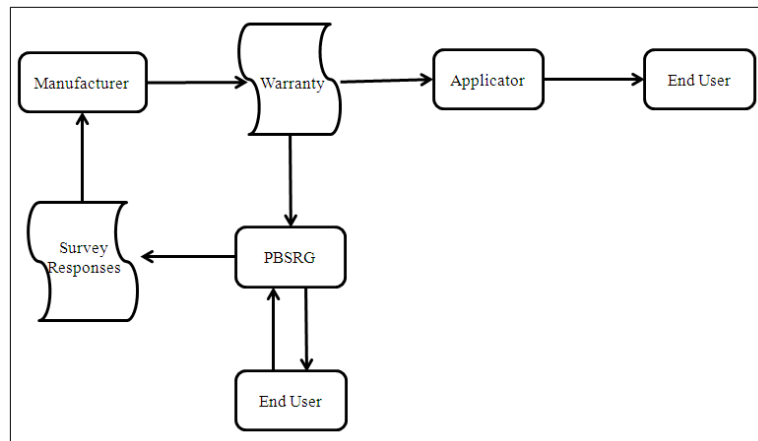 Manufacturer
Warranty
Applicator
End User
Survey
Responses
PBSRG
End User